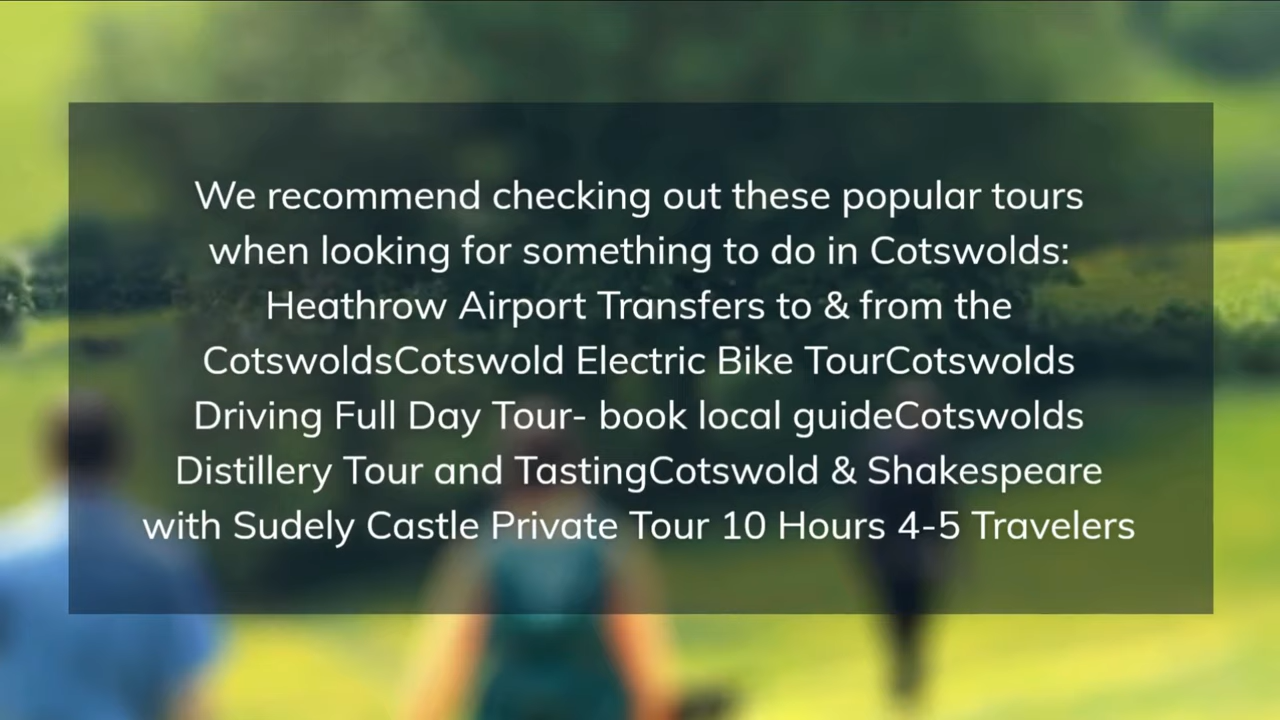 We recommend checking out these popular tours
when looking for something to do in Cotswolds:
Heathrow Airport Transfers to & from the
CotswoldsCotswold Electric Bike TourCotswolds
Driving Full Day Tour- book local guideCotswolds
Distillery Tour and TastingCotswold & Shakespeare
with Sudely Castle Private Tour 10 Hours 4-5 Travelers